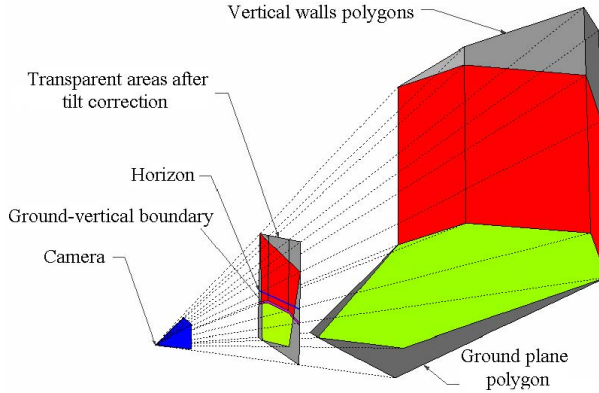 Vertical walls polygons
Transparent areas after
tilt correction
Horizon
Ground-vertical boundary
Camera
Ground plane
polygon